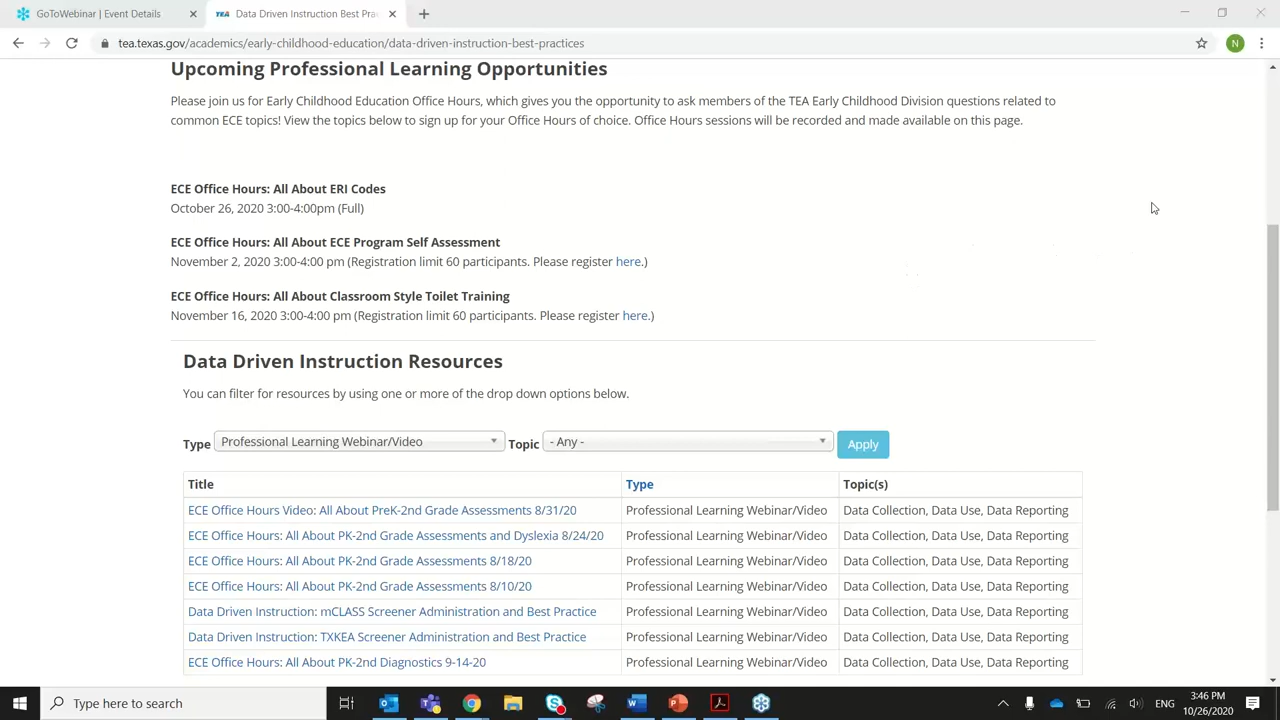 GoToWebinar | Event Details
TEA Data Driven Instruction Best Pra
tea.texas.gov/academics/early-childhood-education/data-driven-instruction-best-practices
N
Upcoming Professional Learning Opportunities
Please join us for Early Childhood Education Office Hours, which gives you the opportunity to ask members of the TEA Early Childhood Division questions related to
common ECE topics! View the topics below to sign up for your Office Hours of choice. Office Hours sessions will be recorded and made available on this page.
ECE Office Hours: All About ERI Codes
October 26, 2020 3:00-4:00pm (Full)
ECE Office Hours: All About ECE Program Self Assessment
November 2, 2020 3:00-4:00 pm (Registration limit 60 participants. Please register here.)
ECE Office Hours: All About Classroom Style Toilet Training
November 16, 2020 3:00-4:00 pm (Registration limit 60 participants. Please register here.)
Data Driven Instruction Resources
You can filter for resources by using one or more of the drop down options below.
Type Professional Learning Webinar/Video Topic - Any - Apply
Title Type Topic(s)
ECE Office Hours Video: All About PreK-2nd Grade Assessments 8/31/20 Professional Learning Webinar/Video Data Collection, Data Use, Data Reporting
ECE Office Hours: All About PK-2nd Grade Assessments and Dyslexia 8/24/20 Professional Learning Webinar/Video Data Collection, Data Use, Data Reporting
ECE Office Hours: All About PK-2nd Grade Assessments 8/18/20 Professional Learning Webinar/Video Data Collection, Data Use, Data Reporting
ECE Office Hours: All About PK-2nd Grade Assessments 8/10/20 Professional Learning Webinar/Video Data Collection, Data Use, Data Reporting
Data Driven Instruction: mCLASS Screener Administration and Best Practice Professional Learning Webinar/Video Data Collection, Data Use, Data Reporting
Data Driven Instruction: TXKEA Screener Administration and Best Practice Professional Learning Webinar/Video Data Collection, Data Use, Data Reporting
ECE Office Hours: All About PK-2nd Diagnostics 9-14-20 Professional Learning Webinar/Video Data Collection, Data Use, Data Reporting
Type here to search
ENG
3:46 PM
10/26/2020